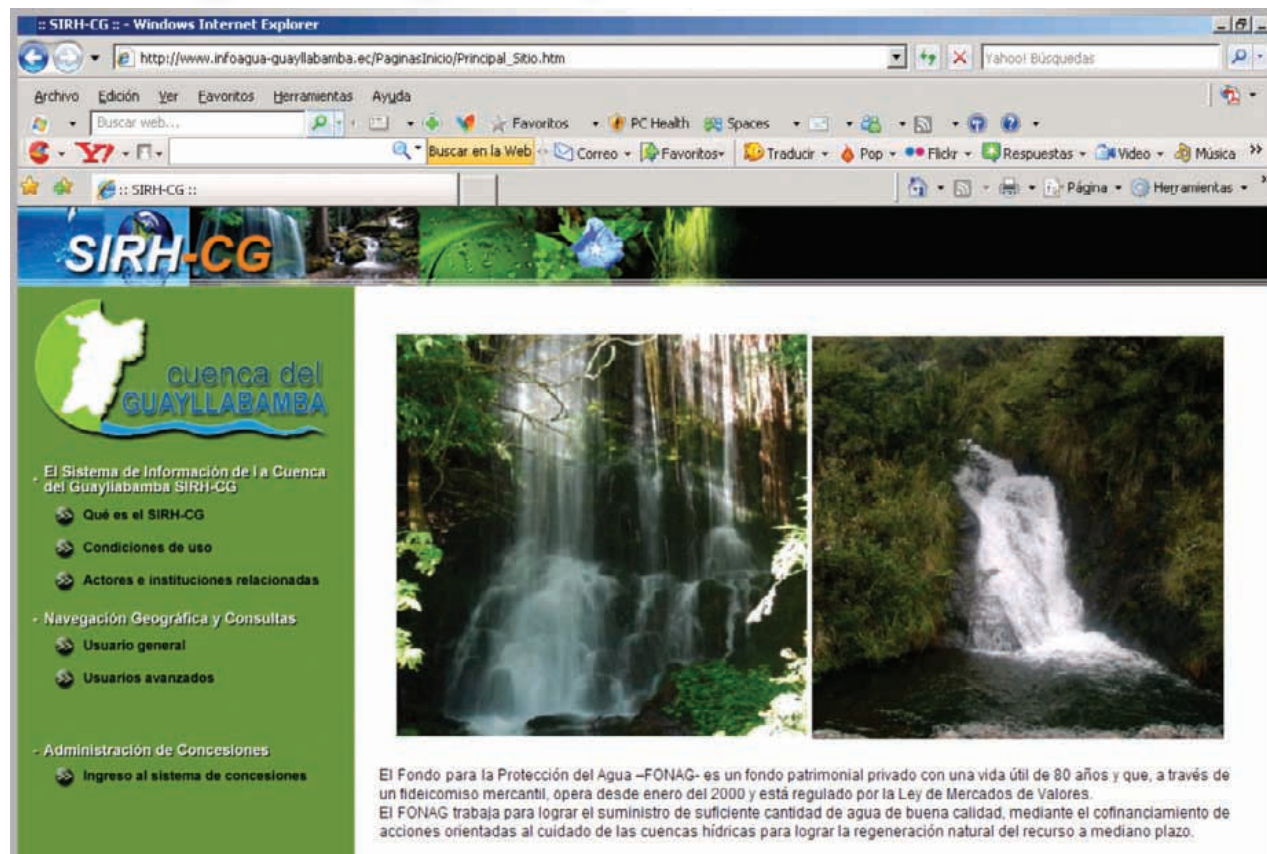 :: SIRH-CG :: - Windows Internet Explorer
http://www.infoagua-guayllabamba.ec/PaginasInicio/Principal_Sitio.htm
Yahoo! Búsquedas
Archivo Edición Ver Favoritos Herramientas Ayuda
Buscar web... Favoritos PC Health Spaces
Y7 Buscar en la Web Correo Favoritos Traducir Pop Flickr Respuestas Video Música
:: SIRH-CG :: Página Herramientas
SIRH-CG
cuenca del
GUAYLLABAMBA
- El Sistema de Información de la Cuenca
del Guayllabamba SIRH-CG
Qué es el SIRH-CG
Condiciones de uso
Actores e instituciones relacionadas
- Navegación Geográfica y Consultas
Usuario general
Usuarios avanzados
- Administración de Concesiones
Ingreso al sistema de concesiones
El Fondo para la Protección del Agua –FONAG- es un fondo patrimonial privado con una vida útil de 80 años y que, a través de
un fideicomiso mercantil, opera desde enero del 2000 y está regulado por la Ley de Mercados de Valores.
El FONAG trabaja para lograr el suministro de suficiente cantidad de agua de buena calidad, mediante el cofinanciamiento de
acciones orientadas al cuidado de las cuencas hídricas para lograr la regeneración natural del recurso a mediano plazo.